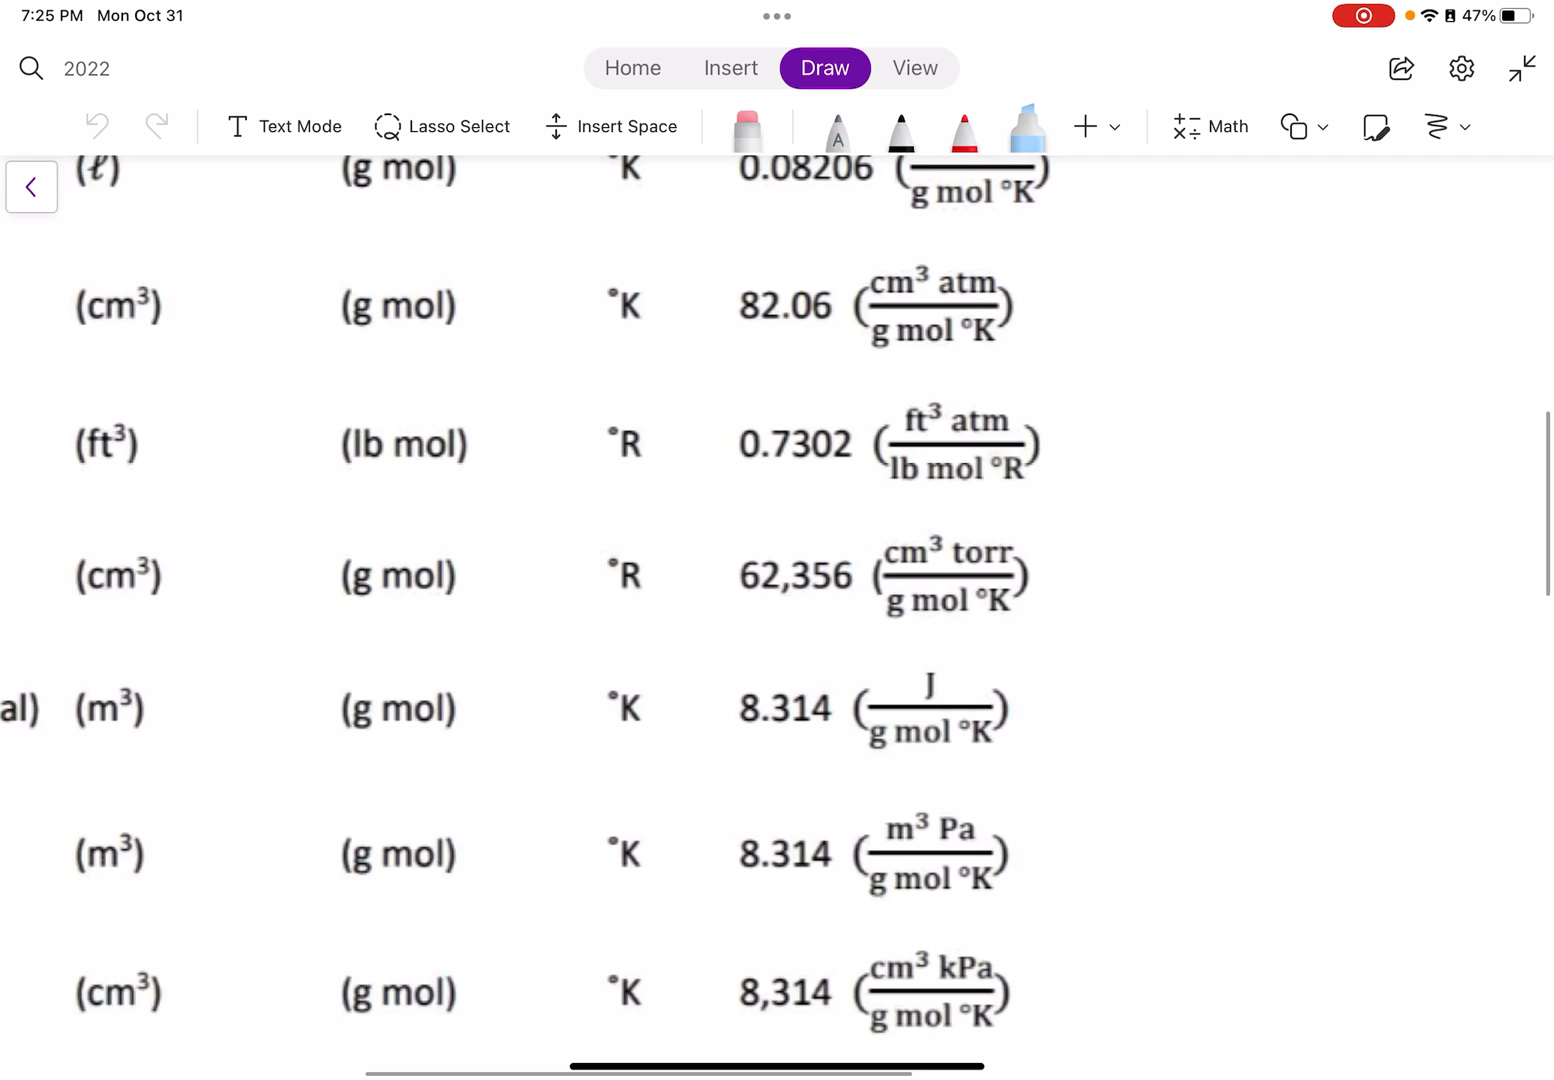 7:25 PM Mon Oct 31
47%
2022
Home Insert Draw View
Text Mode Lasso Select Insert Space A Math
(ℓ) (g mol) °K 0.08206 (/g mol °K)
(cm³) (g mol) °K 82.06 (cm³ atm/g mol °K)
(ft³) (lb mol) °R 0.7302 (ft³ atm/lb mol °R)
(cm³) (g mol) °R 62,356 (cm³ torr/g mol °K)
al) (m³) (g mol) °K 8.314 (J/g mol °K)
(m³) (g mol) °K 8.314 (m³ Pa/g mol °K)
(cm³) (g mol) °K 8,314 (cm³ kPa/g mol °K)